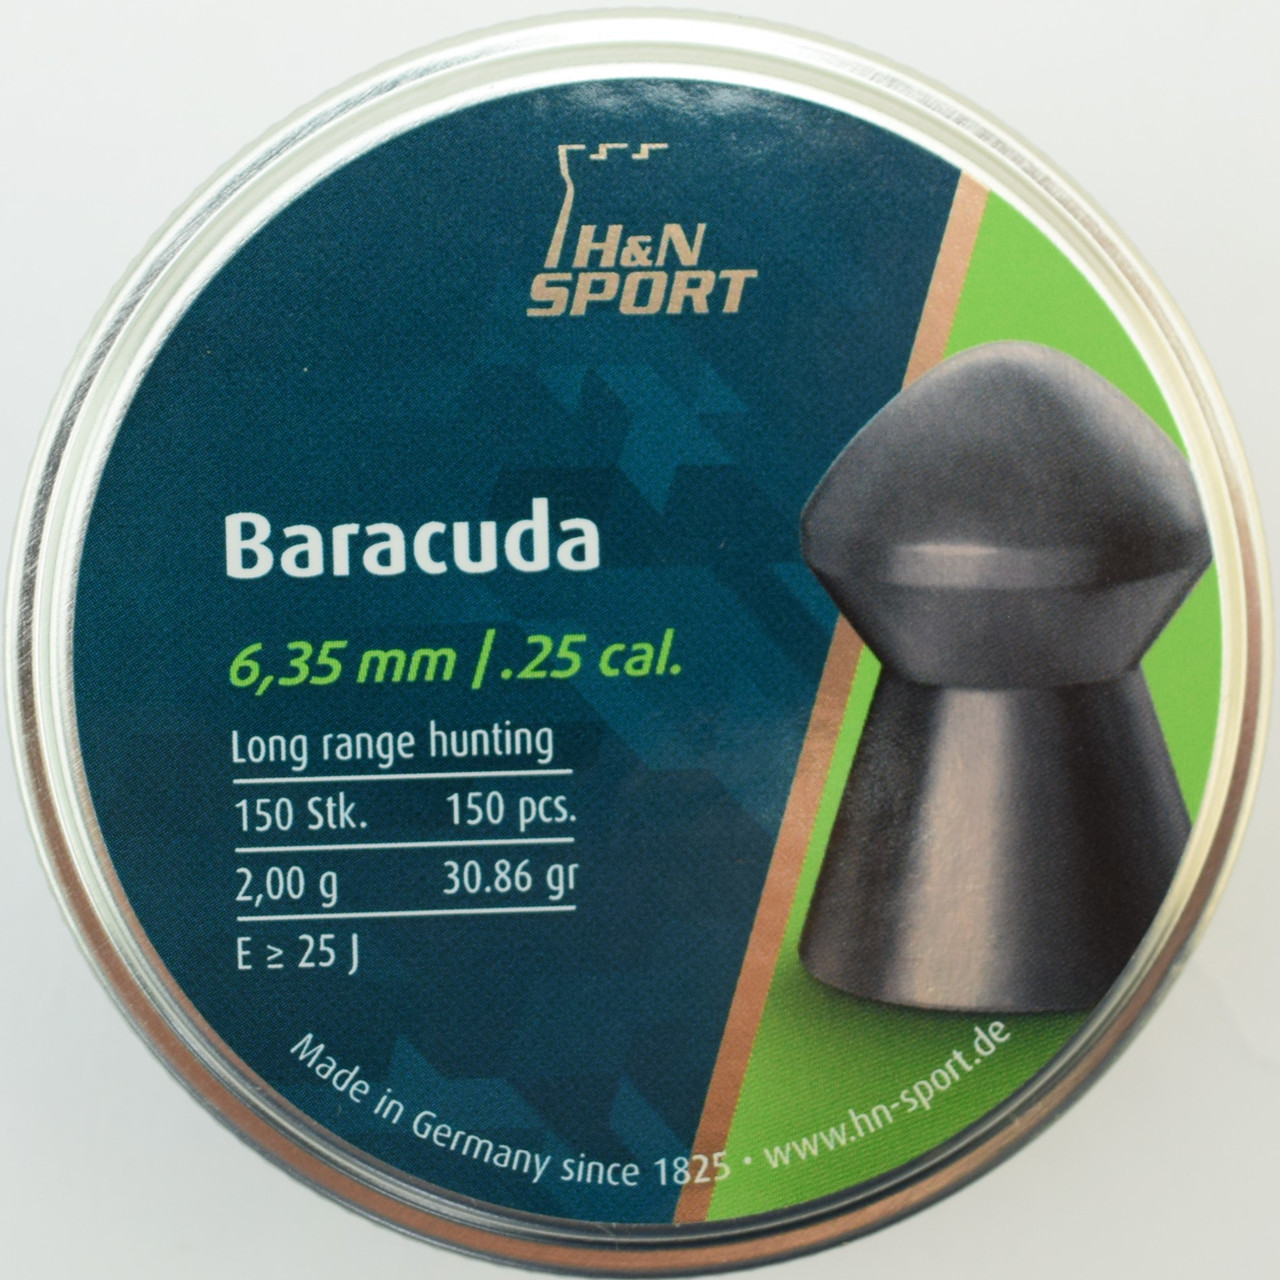 H&N
SPORT
Baracuda
6,35 mm / .25 cal.
Long range hunting
150 Stk. 150 pcs.
2,00 g 30.86 gr
E ≥ 25 J
Made in Germany since 1825 • www.hn-sport.de